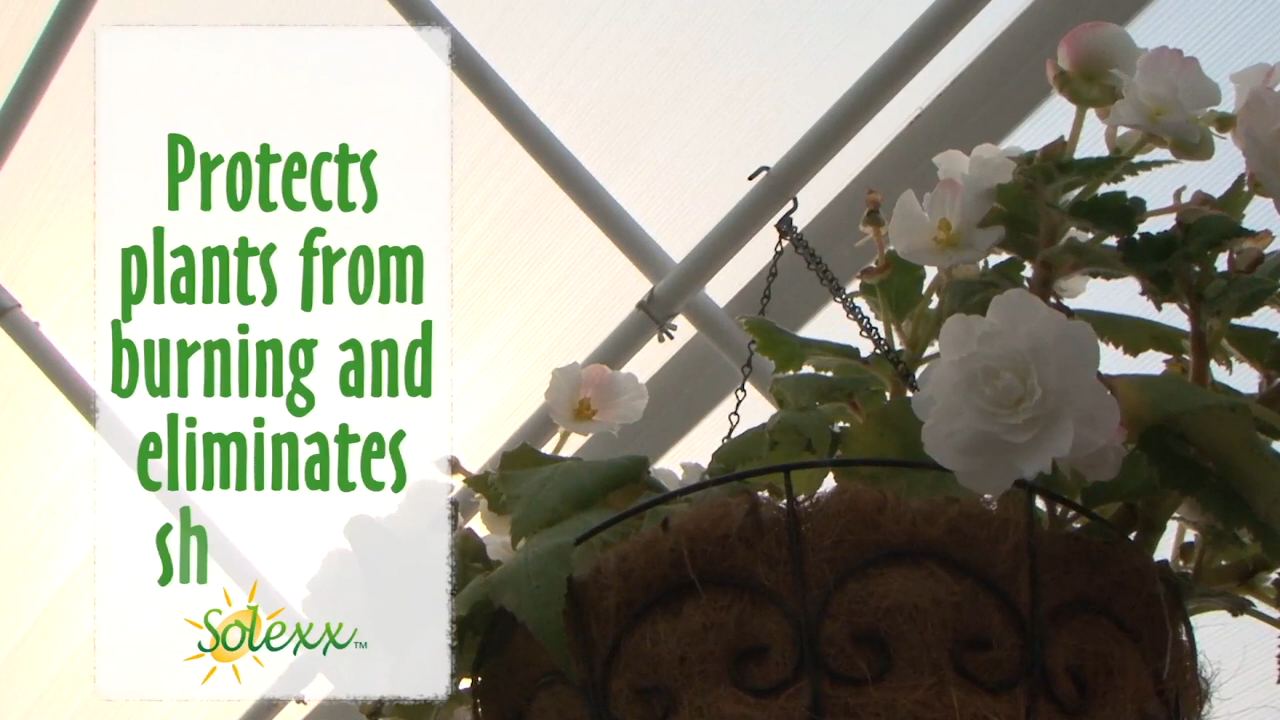 Protects
plants from
burning and
eliminates
sh
Solexx™